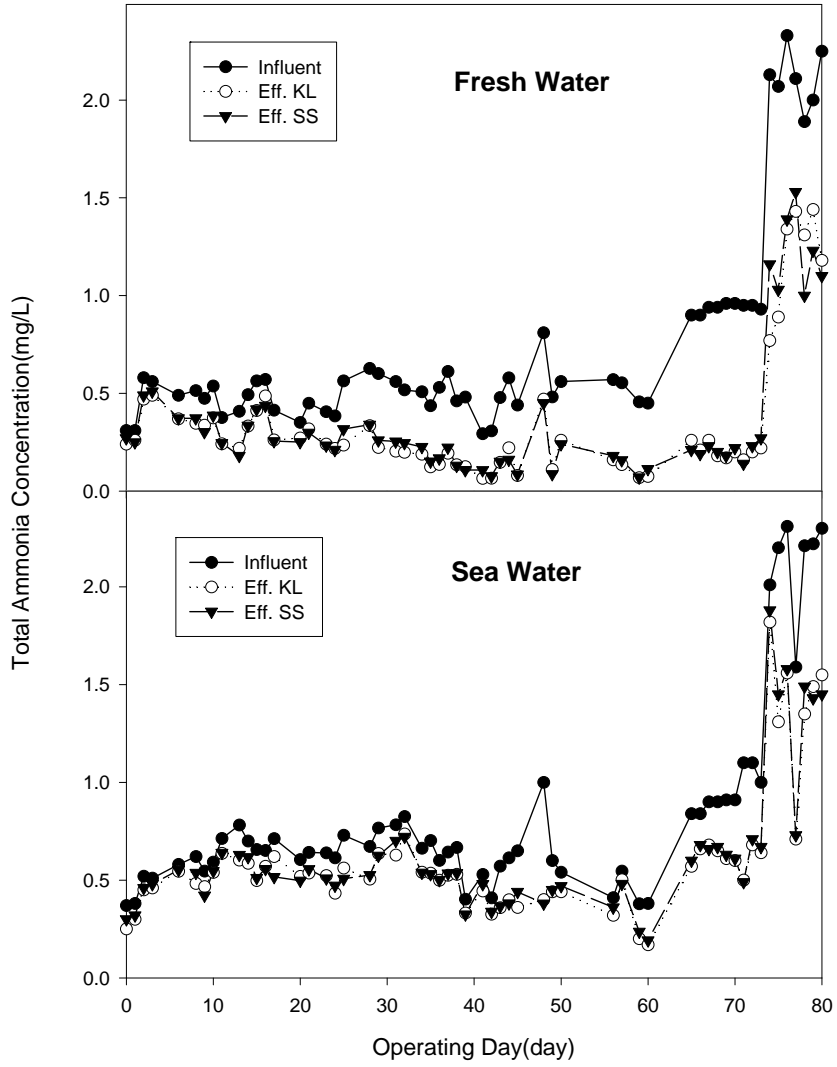 Total Ammonia Concentration(mg/L)
Fresh Water
Influent
Eff. KL
Eff. SS
2.0
1.5
1.0
0.5
0.0
Sea Water
Influent
Eff. KL
Eff. SS
2.0
1.5
1.0
0.5
0.0
0 10 20 30 40 50 60 70 80
Operating Day(day)